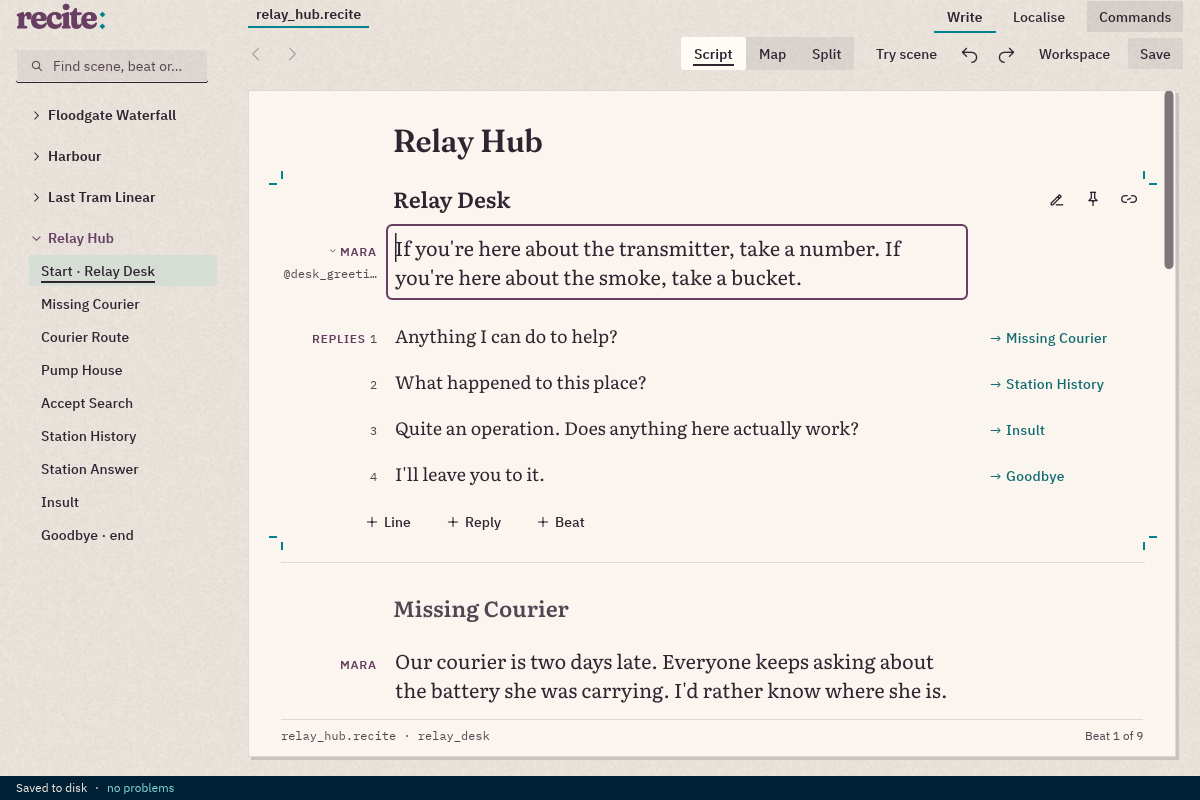 recite:
relay_hub.recite
Write
Localise
Commands
Find scene, beat or...
Script
Map
Split
Try scene
Workspace
Save
Floodgate Waterfall
Harbour
Last Tram Linear
Relay Hub
Start · Relay Desk
Missing Courier
Courier Route
Pump House
Accept Search
Station History
Station Answer
Insult
Goodbye · end
Relay Hub
Relay Desk
MARA
@desk_greeti…
If you're here about the transmitter, take a number. If
you're here about the smoke, take a bucket.
REPLIES 1
Anything I can do to help?
→ Missing Courier
2
What happened to this place?
→ Station History
3
Quite an operation. Does anything here actually work?
→ Insult
4
I'll leave you to it.
→ Goodbye
+ Line
+ Reply
+ Beat
Missing Courier
MARA
Our courier is two days late. Everyone keeps asking about
the battery she was carrying. I'd rather know where she is.
relay_hub.recite · relay_desk
Beat 1 of 9
Saved to disk · no problems